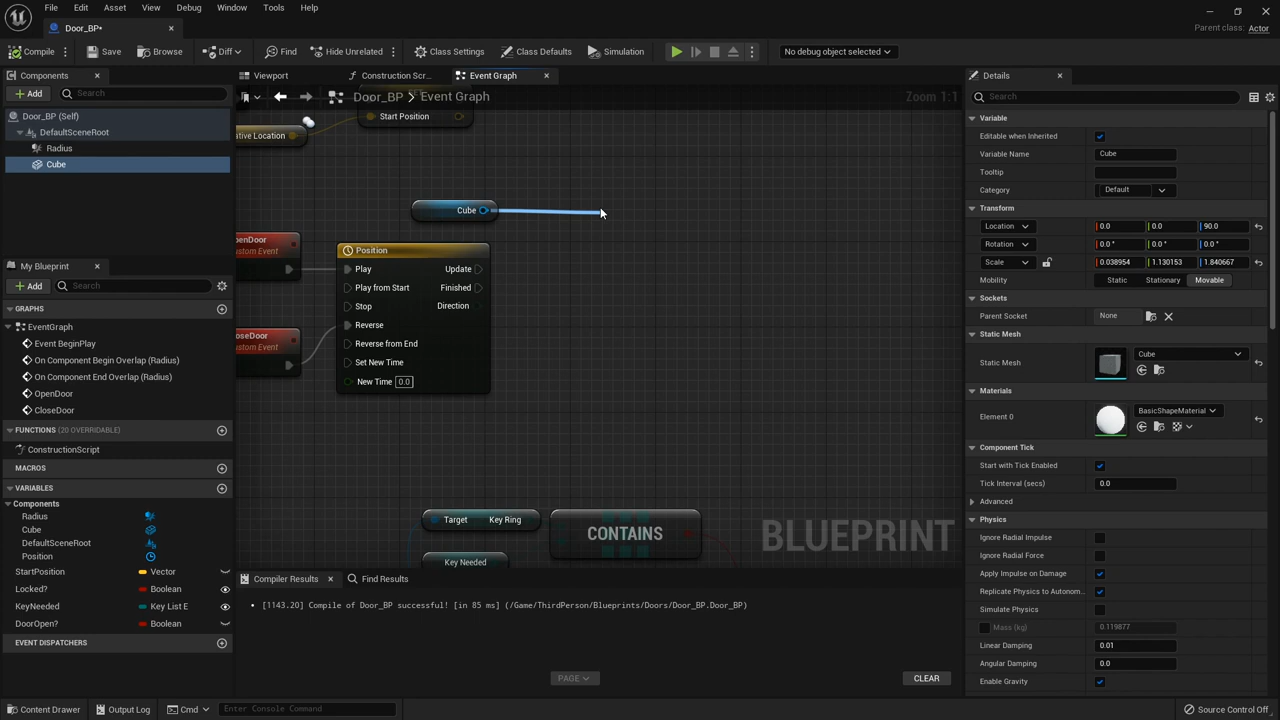 File Edit Asset View Debug Window Tools Help
Door_BP*
Parent class: Actor
Compile Save Browse Diff Find Hide Unrelated Class Settings Class Defaults Simulation No debug object selected
Components
Add Search
Door_BP (Self)
DefaultSceneRoot
Radius
Cube
My Blueprint
Add Search
GRAPHS
EventGraph
Event BeginPlay
On Component Begin Overlap (Radius)
On Component End Overlap (Radius)
OpenDoor
CloseDoor
FUNCTIONS (20 OVERRIDABLE)
ConstructionScript
MACROS
VARIABLES
Components
Radius
Cube
DefaultSceneRoot
Position
StartPosition Vector
Locked? Boolean
KeyNeeded Key List E
DoorOpen? Boolean
EVENT DISPATCHERS
Viewport Construction Scr... Event Graph
Door_BP > Event Graph Zoom 1:1
Start Position
ative Location
Cube
penDoor
ustom Event
Position
Play Update
Play from Start Finished
Stop Direction
Reverse
Reverse from End
Set New Time
New Time 0.0
oseDoor
ustom Event
Target Key Ring
Key Needed
CONTAINS
BLUEPRINT
Compiler Results Find Results
[1143.20] Compile of Door_BP successful! [in 85 ms] (/Game/ThirdPerson/Blueprints/Doors/Door_BP.Door_BP)
PAGE CLEAR
Details
Search
Variable
Editable when Inherited
Variable Name Cube
Tooltip
Category Default
Transform
Location 0.0 0.0 90.0
Rotation 0.0 ° 0.0 ° 0.0 °
Scale 0.038954 1.130153 1.840667
Mobility Static Stationary Movable
Sockets
Parent Socket None
Static Mesh
Static Mesh Cube
Materials
Element 0 BasicShapeMaterial
Component Tick
Start with Tick Enabled
Tick Interval (secs) 0.0
Advanced
Physics
Ignore Radial Impulse
Ignore Radial Force
Apply Impulse on Damage
Replicate Physics to Autonom...
Simulate Physics
Mass (kg) 0.119877
Linear Damping 0.01
Angular Damping 0.0
Enable Gravity
Content Drawer Output Log Cmd Enter Console Command Source Control Off